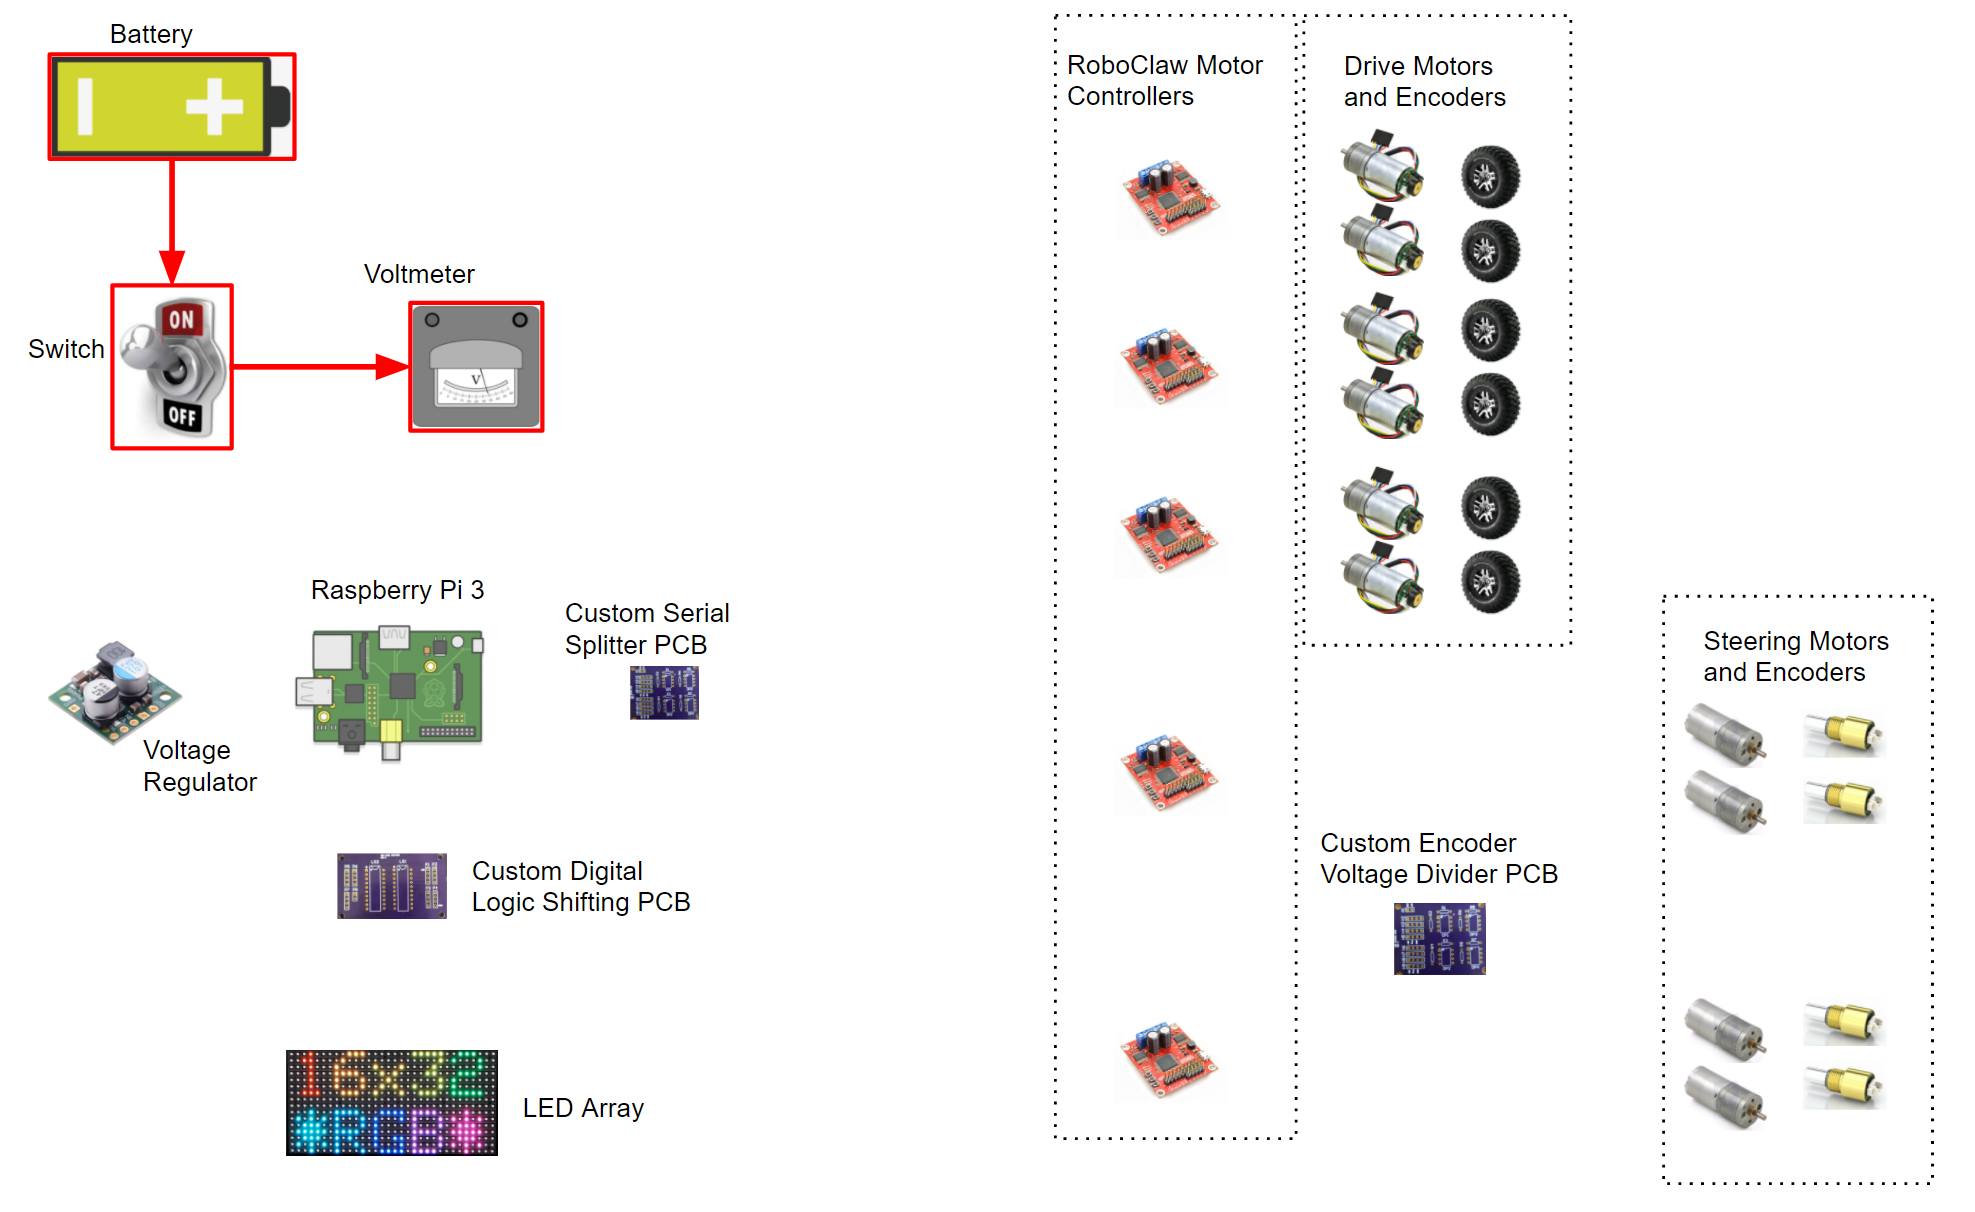 Battery
RoboClaw Motor
Controllers
Drive Motors
and Encoders
Voltmeter
ON
Switch
V
OFF
Raspberry Pi 3
Custom Serial
Splitter PCB
Steering Motors
and Encoders
Voltage
Regulator
Custom Encoder
Voltage Divider PCB
Custom Digital
Logic Shifting PCB
16x32
*RGB*
LED Array